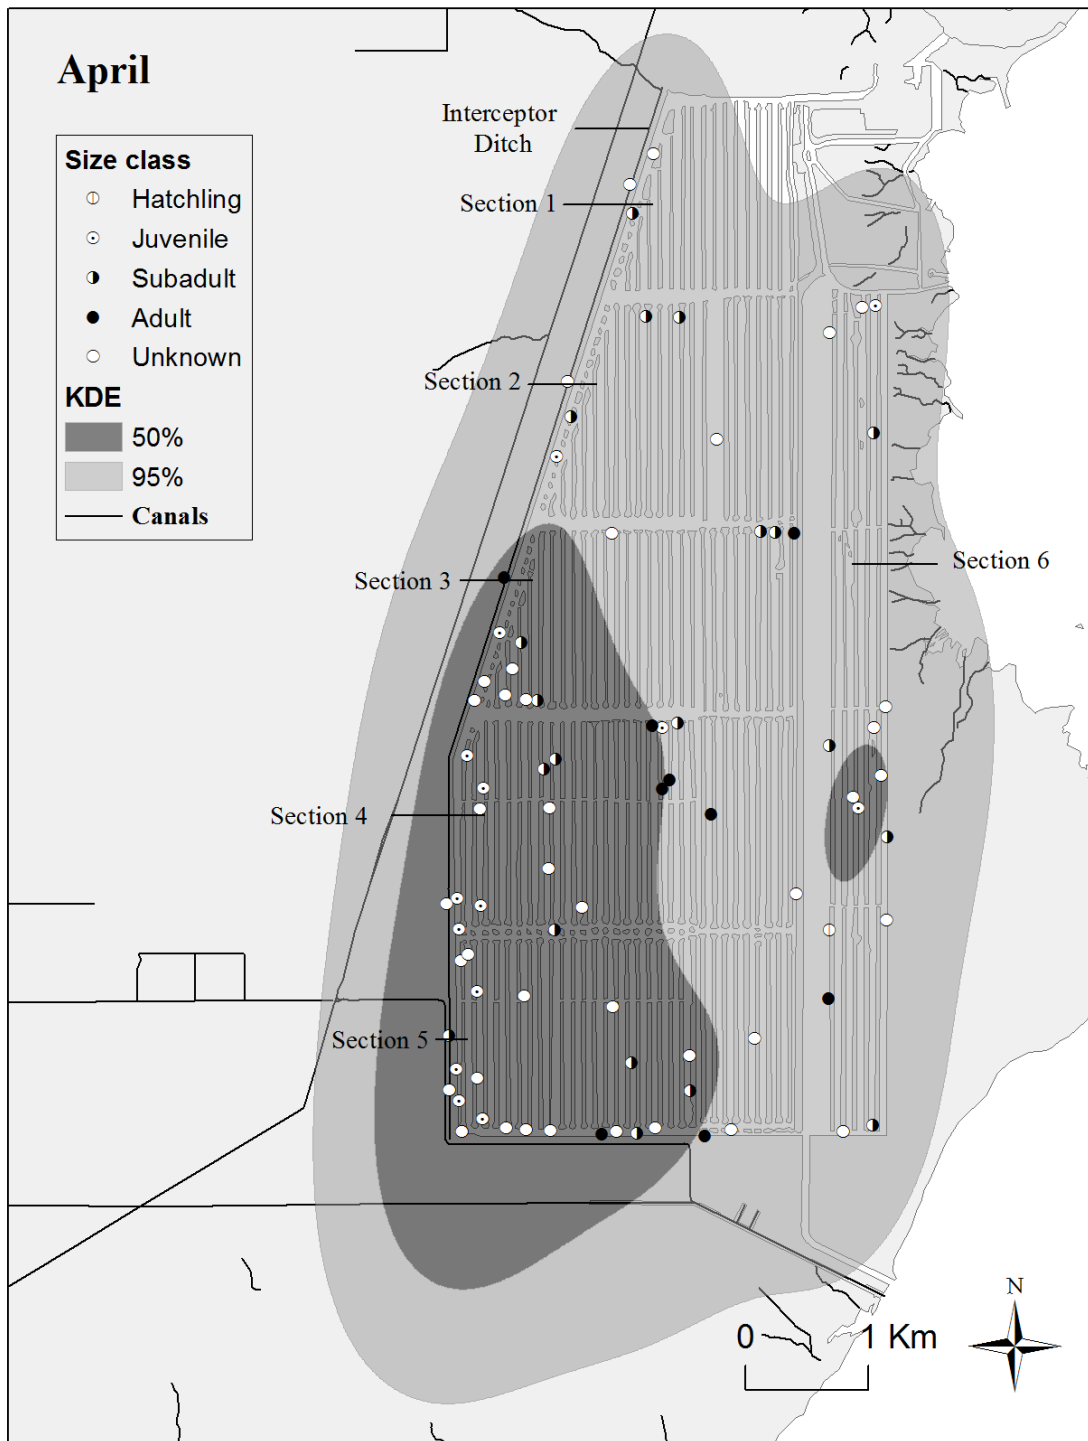 April
Interceptor
Ditch
Size class
Hatchling
Section 1
Juvenile
Subadult
Adult
Unknown
Section 2
KDE
50%
95%
Canals
Section 3
Section 6
Section 4
Section 5
N
0 1 Km